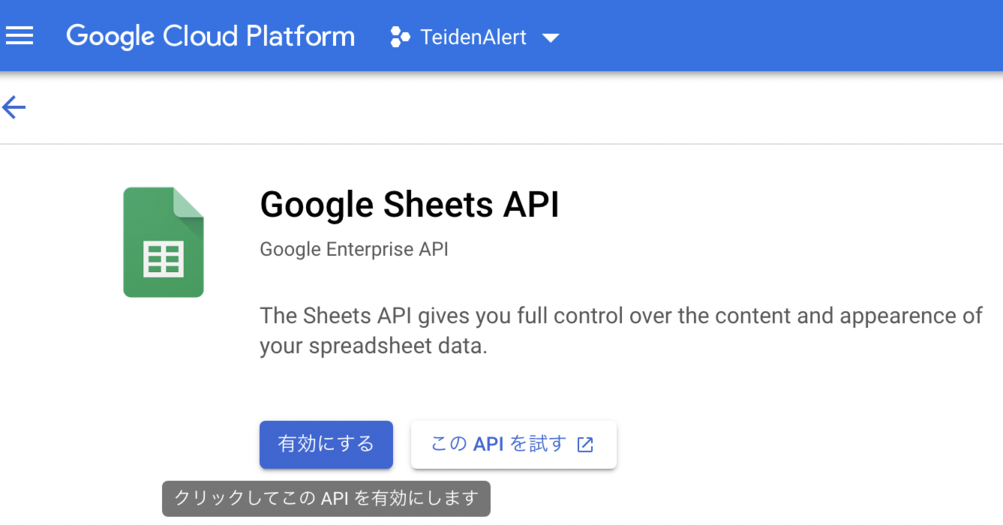 Google Cloud Platform TeidenAlert
Google Sheets API
Google Enterprise API
The Sheets API gives you full control over the content and appearence of
your spreadsheet data.
有効にする この API を試す
クリックしてこの API を有効にします